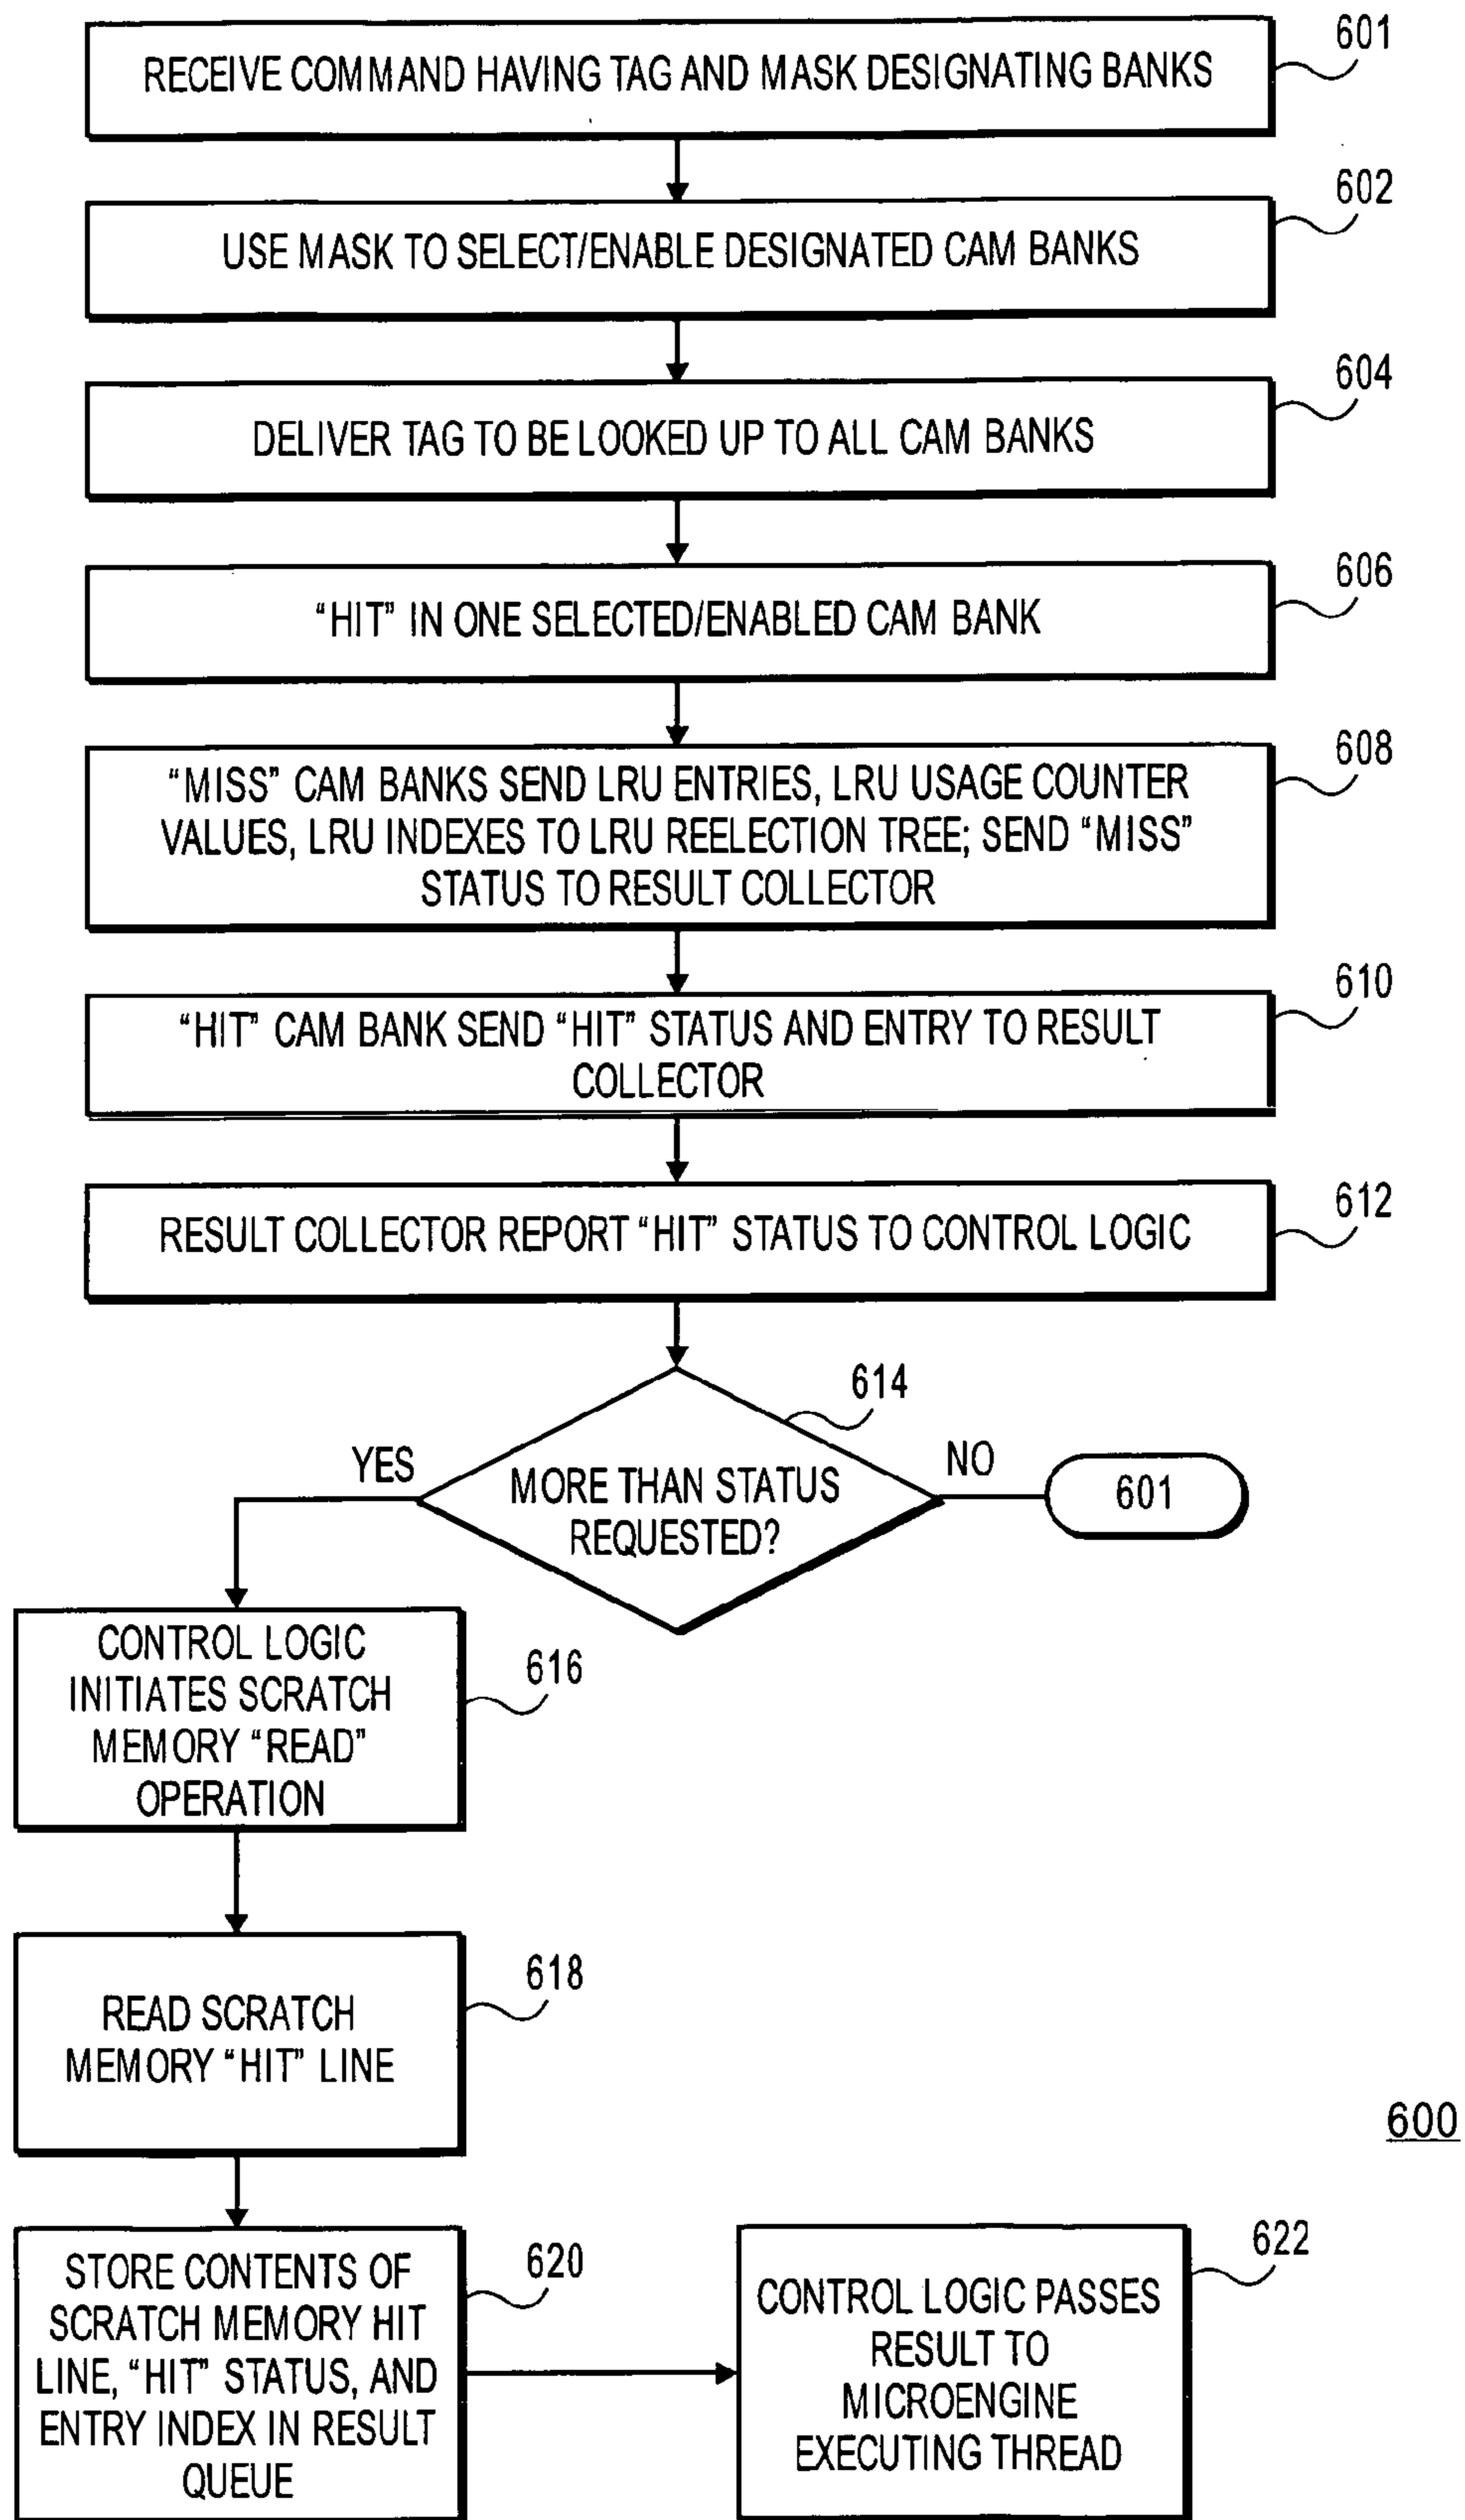 601
RECEIVE COMMAND HAVING TAG AND MASK DESIGNATING BANKS
602
USE MASK TO SELECT/ENABLE DESIGNATED CAM BANKS
604
DELIVER TAG TO BE LOOKED UP TO ALL CAM BANKS
606
“HIT” IN ONE SELECTED/ENABLED CAM BANK
608
“MISS” CAM BANKS SEND LRU ENTRIES, LRU USAGE COUNTER
VALUES, LRU INDEXES TO LRU REELECTION TREE; SEND “MISS”
STATUS TO RESULT COLLECTOR
610
“HIT” CAM BANK SEND “HIT” STATUS AND ENTRY TO RESULT
COLLECTOR
612
RESULT COLLECTOR REPORT “HIT” STATUS TO CONTROL LOGIC
614
YES
MORE THAN STATUS
REQUESTED?
NO
601
CONTROL LOGIC
INITIATES SCRATCH
MEMORY “READ”
OPERATION
616
READ SCRATCH
MEMORY “HIT” LINE
618
600
STORE CONTENTS OF
SCRATCH MEMORY HIT
LINE, “HIT” STATUS, AND
ENTRY INDEX IN RESULT
QUEUE
620
CONTROL LOGIC PASSES
RESULT TO
MICROENGINE
EXECUTING THREAD
622